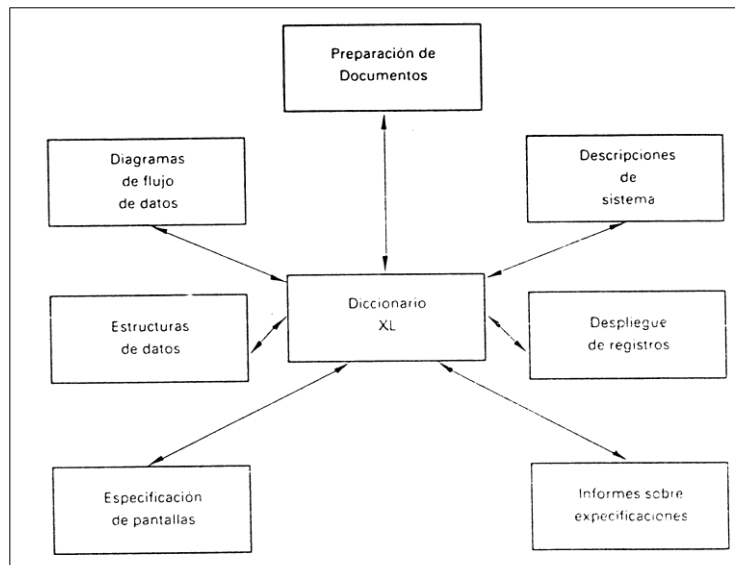 Preparación de
Documentos
Diagramas
de flujo
de datos
Descripciones
de
sistema
Diccionario
XL
Estructuras
de datos
Despliegue
de registros
Especificación
de pantallas
Informes sobre
expecificaciones